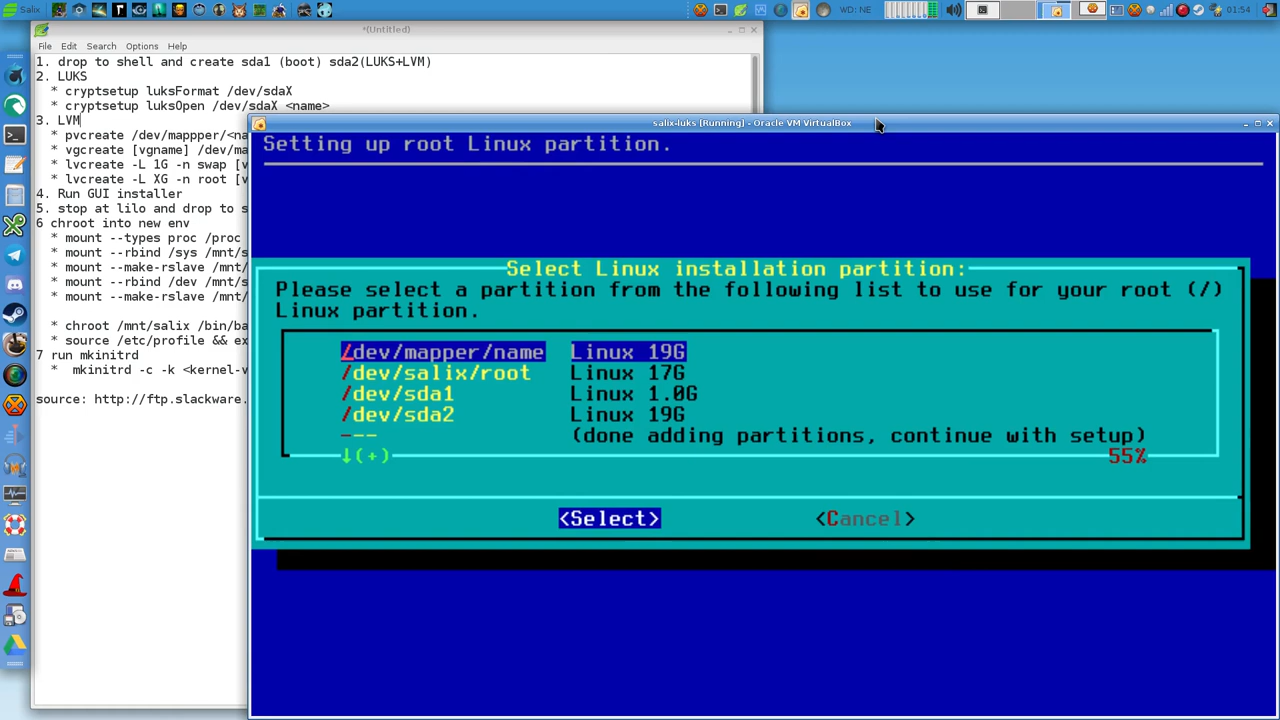 Salix
WD: NE
01:54
*(Untitled)
File Edit Search Options Help
1. drop to shell and create sda1 (boot) sda2(LUKS+LVM)
2. LUKS
* cryptsetup luksFormat /dev/sdaX
* cryptsetup luksOpen /dev/sdaX <name>
3. LVM
* pvcreate /dev/mappper/<na
* vgcreate [vgname] /dev/ma
* lvcreate -L 1G -n swap [v
* lvcreate -L XG -n root [v
4. Run GUI installer
5. stop at lilo and drop to s
6 chroot into new env
* mount --types proc /proc
* mount --rbind /sys /mnt/s
* mount --make-rslave /mnt/
* mount --rbind /dev /mnt/s
* mount --make-rslave /mnt/
* chroot /mnt/salix /bin/ba
* source /etc/profile && ex
7 run mkinitrd
* mkinitrd -c -k <kernel-v
source: http://ftp.slackware.
salix-luks [Running] - Oracle VM VirtualBox
Setting up root Linux partition.
Select Linux installation partition:
Please select a partition from the following list to use for your root (/)
Linux partition.
/dev/mapper/name Linux 19G
/dev/salix/root Linux 17G
/dev/sda1 Linux 1.0G
/dev/sda2 Linux 19G
--- (done adding partitions, continue with setup)
↓(+) 55%
<Select> <Cancel>